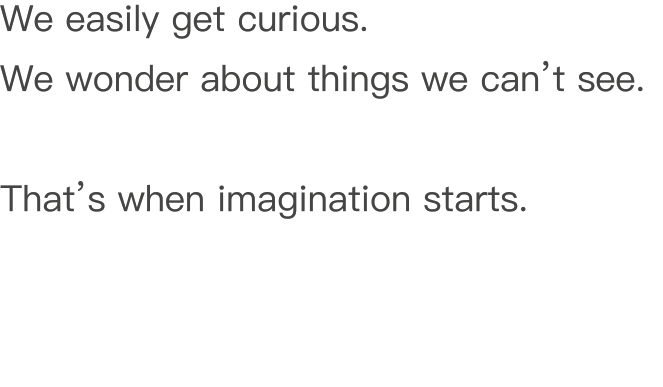 We easily get curious.
We wonder about things we can’t see.
That’s when imagination starts.